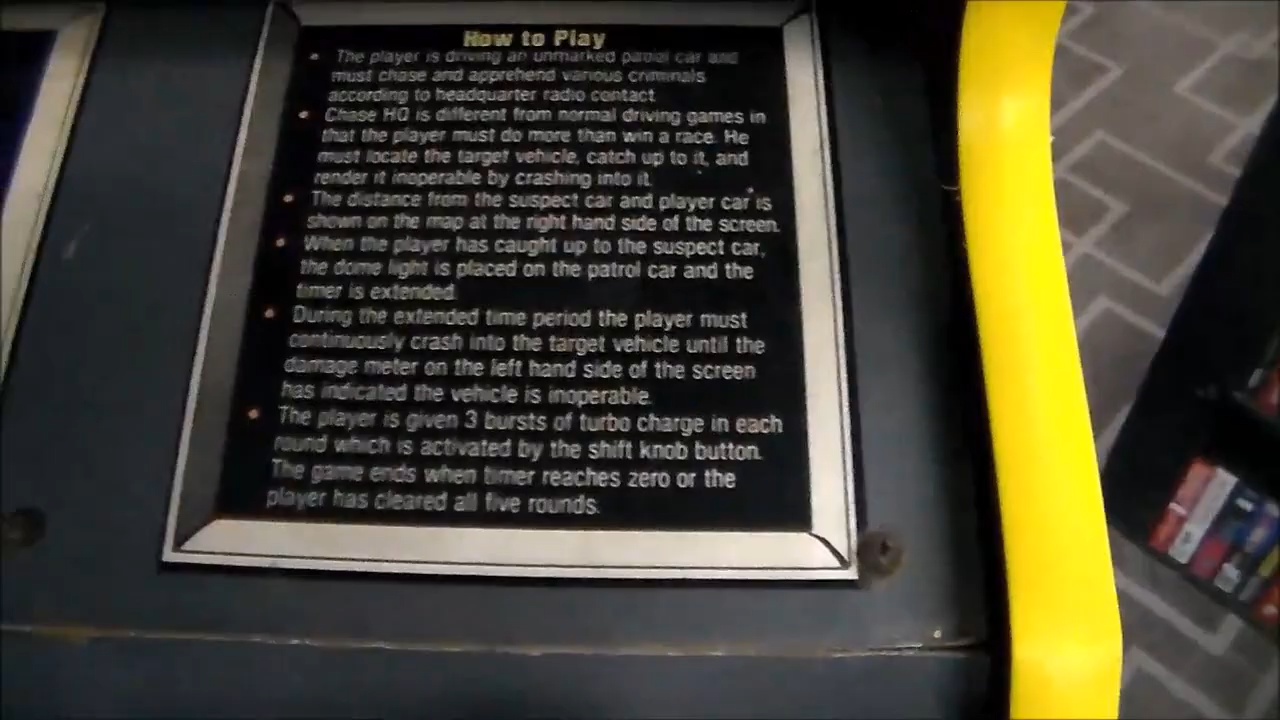 How to Play
• The player is driving an unmarked patrol car and
must chase and apprehend various criminals
according to headquarter radio contact.
• Chase HQ is different from normal driving games in
that the player must do more than win a race. He
must locate the target vehicle, catch up to it, and
render it inoperable by crashing into it.
• The distance from the suspect car and player car is
shown on the map at the right hand side of the screen.
• When the player has caught up to the suspect car,
the dome light is placed on the patrol car and the
timer is extended.
• During the extended time period the player must
continuously crash into the target vehicle until the
damage meter on the left hand side of the screen
has indicated the vehicle is inoperable.
• The player is given 3 bursts of turbo charge in each
round which is activated by the shift knob button.
The game ends when timer reaches zero or the
player has cleared all five rounds.